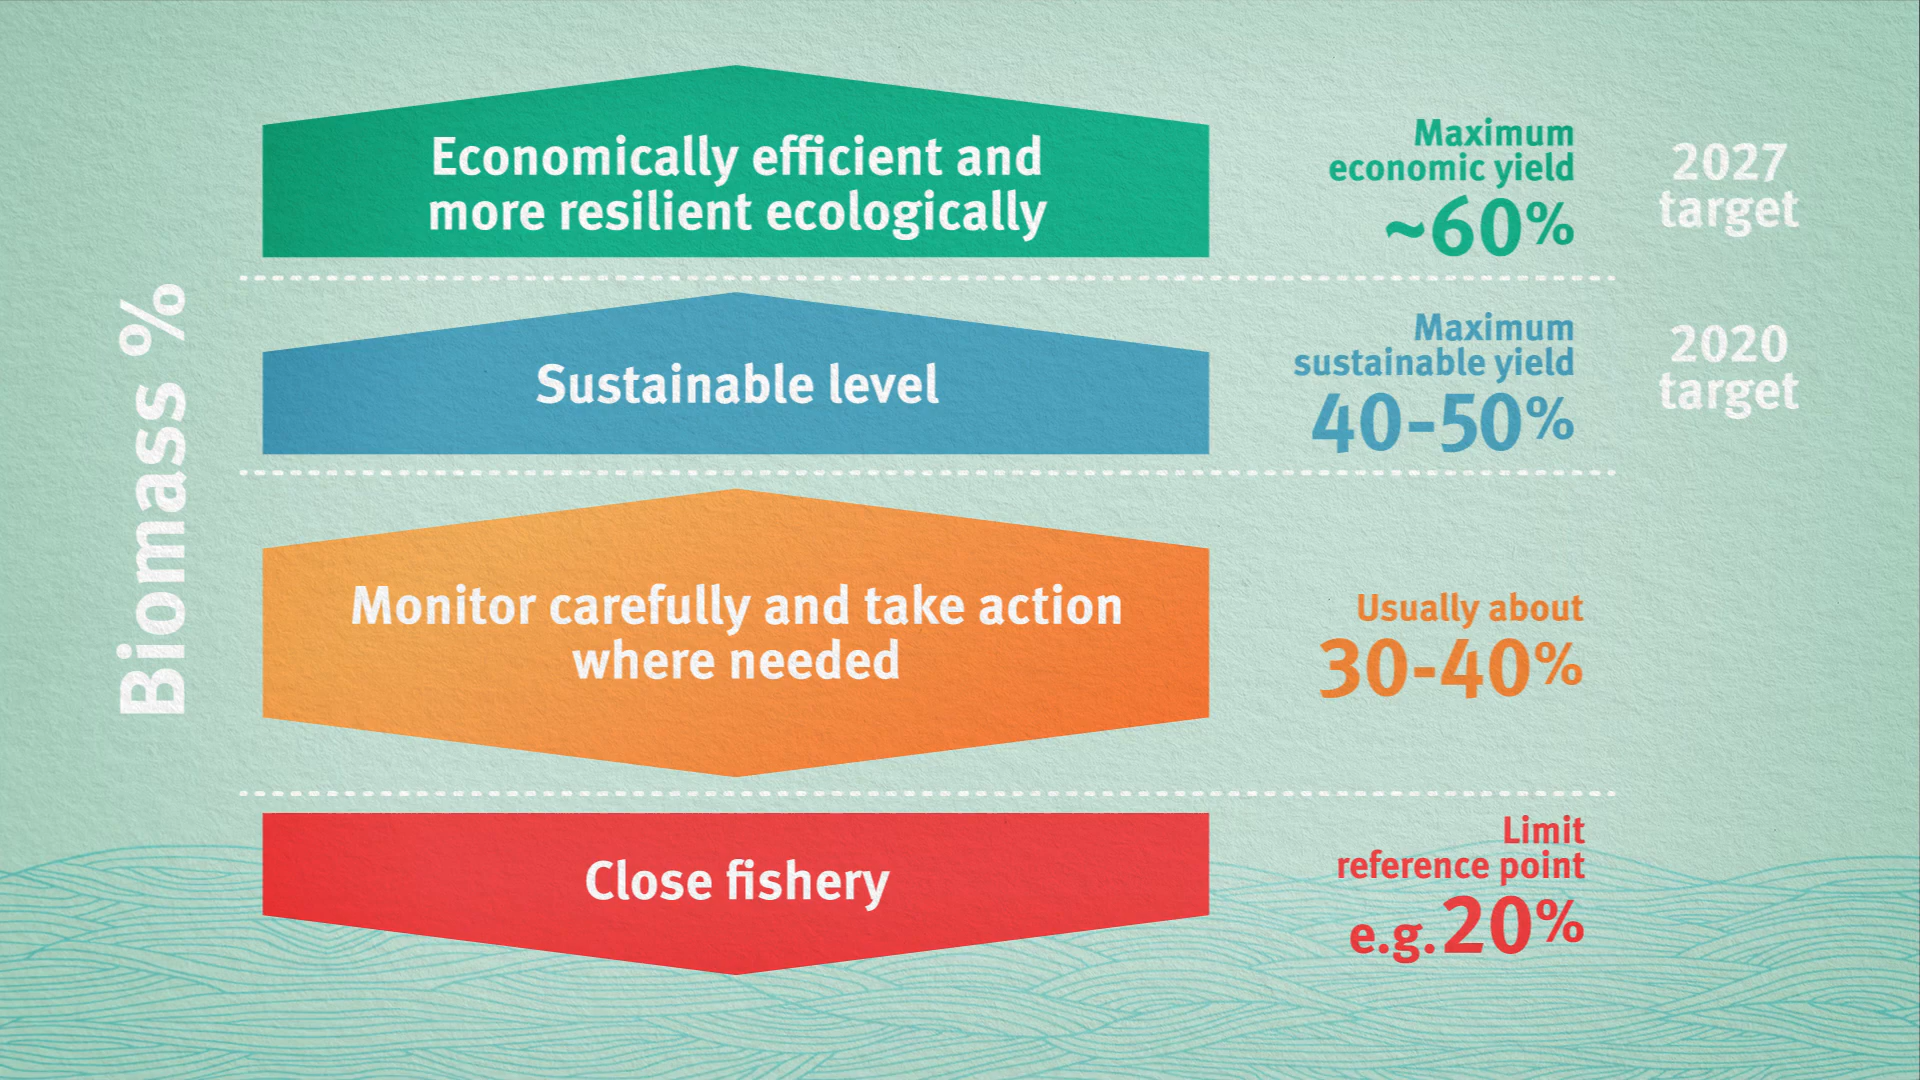 Biomass %
Economically efficient and
more resilient ecologically
Maximum
economic yield
~60%
2027
target
Sustainable level
Maximum
sustainable yield
40-50%
2020
target
Monitor carefully and take action
where needed
Usually about
30-40%
Close fishery
Limit
reference point
e.g.20%